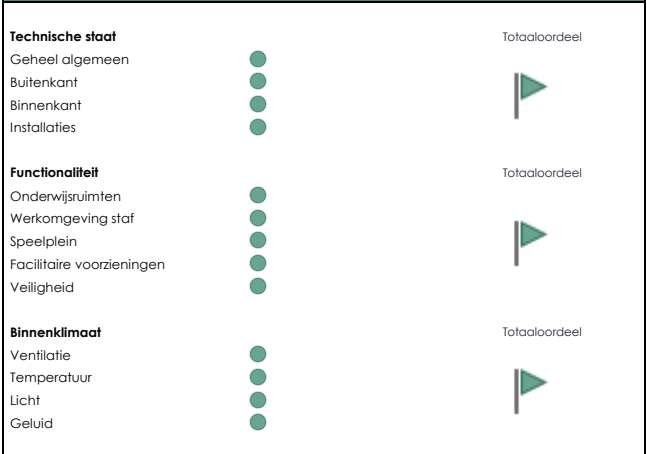 Technische staat Totaaloordeel
Geheel algemeen
Buitenkant
Binnenkant
Installaties
Functionaliteit Totaaloordeel
Onderwijsruimten
Werkomgeving staf
Speelplein
Facilitaire voorzieningen
Veiligheid
Binnenklimaat Totaaloordeel
Ventilatie
Temperatuur
Licht
Geluid